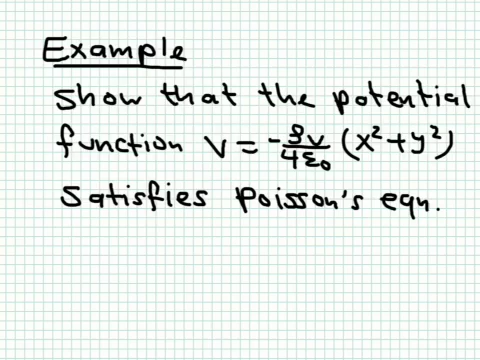 Example
show that the potential
function V = -ρv/4ε₀ (x² + y²)
satisfies Poisson's eqn.